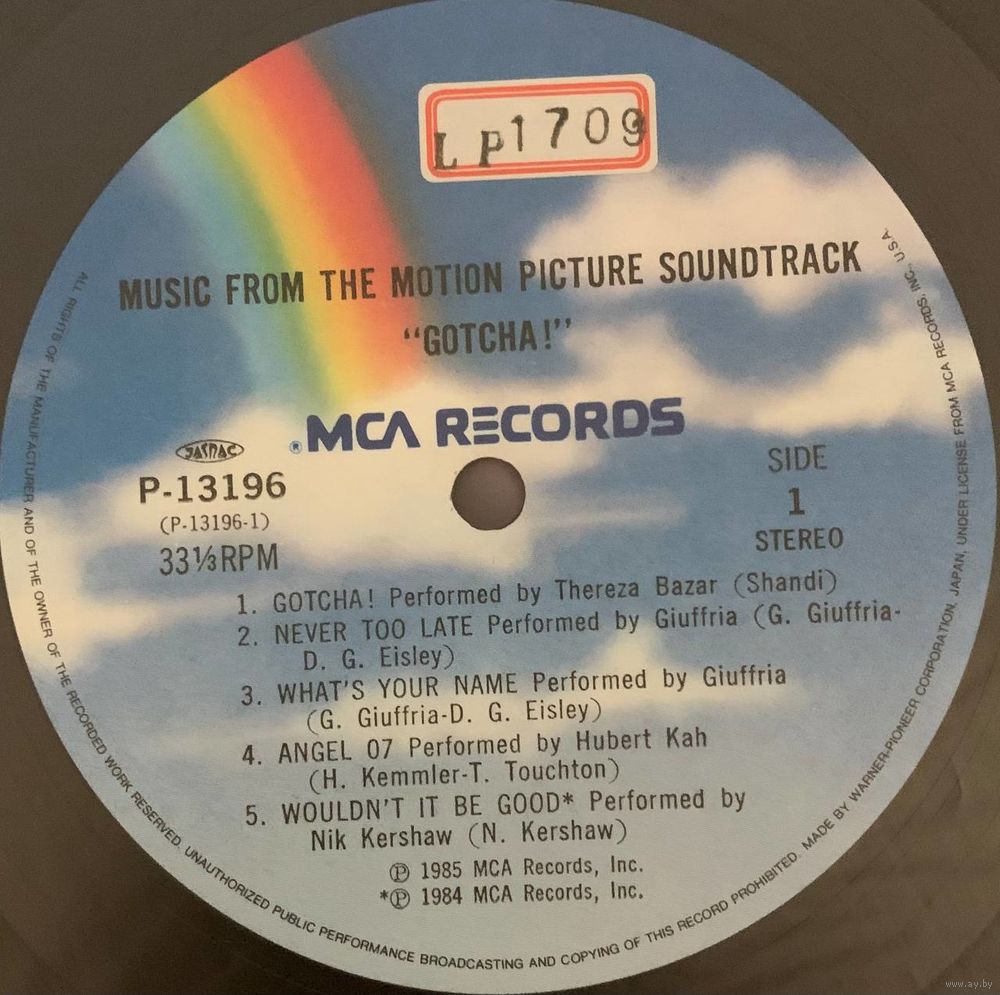 LP1709
MUSIC FROM THE MOTION PICTURE SOUNDTRACK
“GOTCHA!”
®MCA RECORDS
JASRAC
P-13196
(P-13196-1)
33⅓RPM
SIDE
1
STEREO
1. GOTCHA! Performed by Thereza Bazar (Shandi)
2. NEVER TOO LATE Performed by Giuffria (G. Giuffria-
D. G. Eisley)
3. WHAT'S YOUR NAME Performed by Giuffria
(G. Giuffria-D. G. Eisley)
4. ANGEL 07 Performed by Hubert Kah
(H. Kemmler-T. Touchton)
5. WOULDN'T IT BE GOOD* Performed by
Nik Kershaw (N. Kershaw)
℗ 1985 MCA Records, Inc.
*℗ 1984 MCA Records, Inc.
ALL RIGHTS OF THE MANUFACTURER AND OF THE OWNER OF THE RECORDED WORK RESERVED. UNAUTHORIZED PUBLIC PERFORMANCE BROADCASTING AND COPYING OF THIS RECORD PROHIBITED. MADE BY WARNER-PIONEER CORPORATION, JAPAN, UNDER LICENSE FROM MCA RECORDS, INC., U.S.A.
www.ay.by